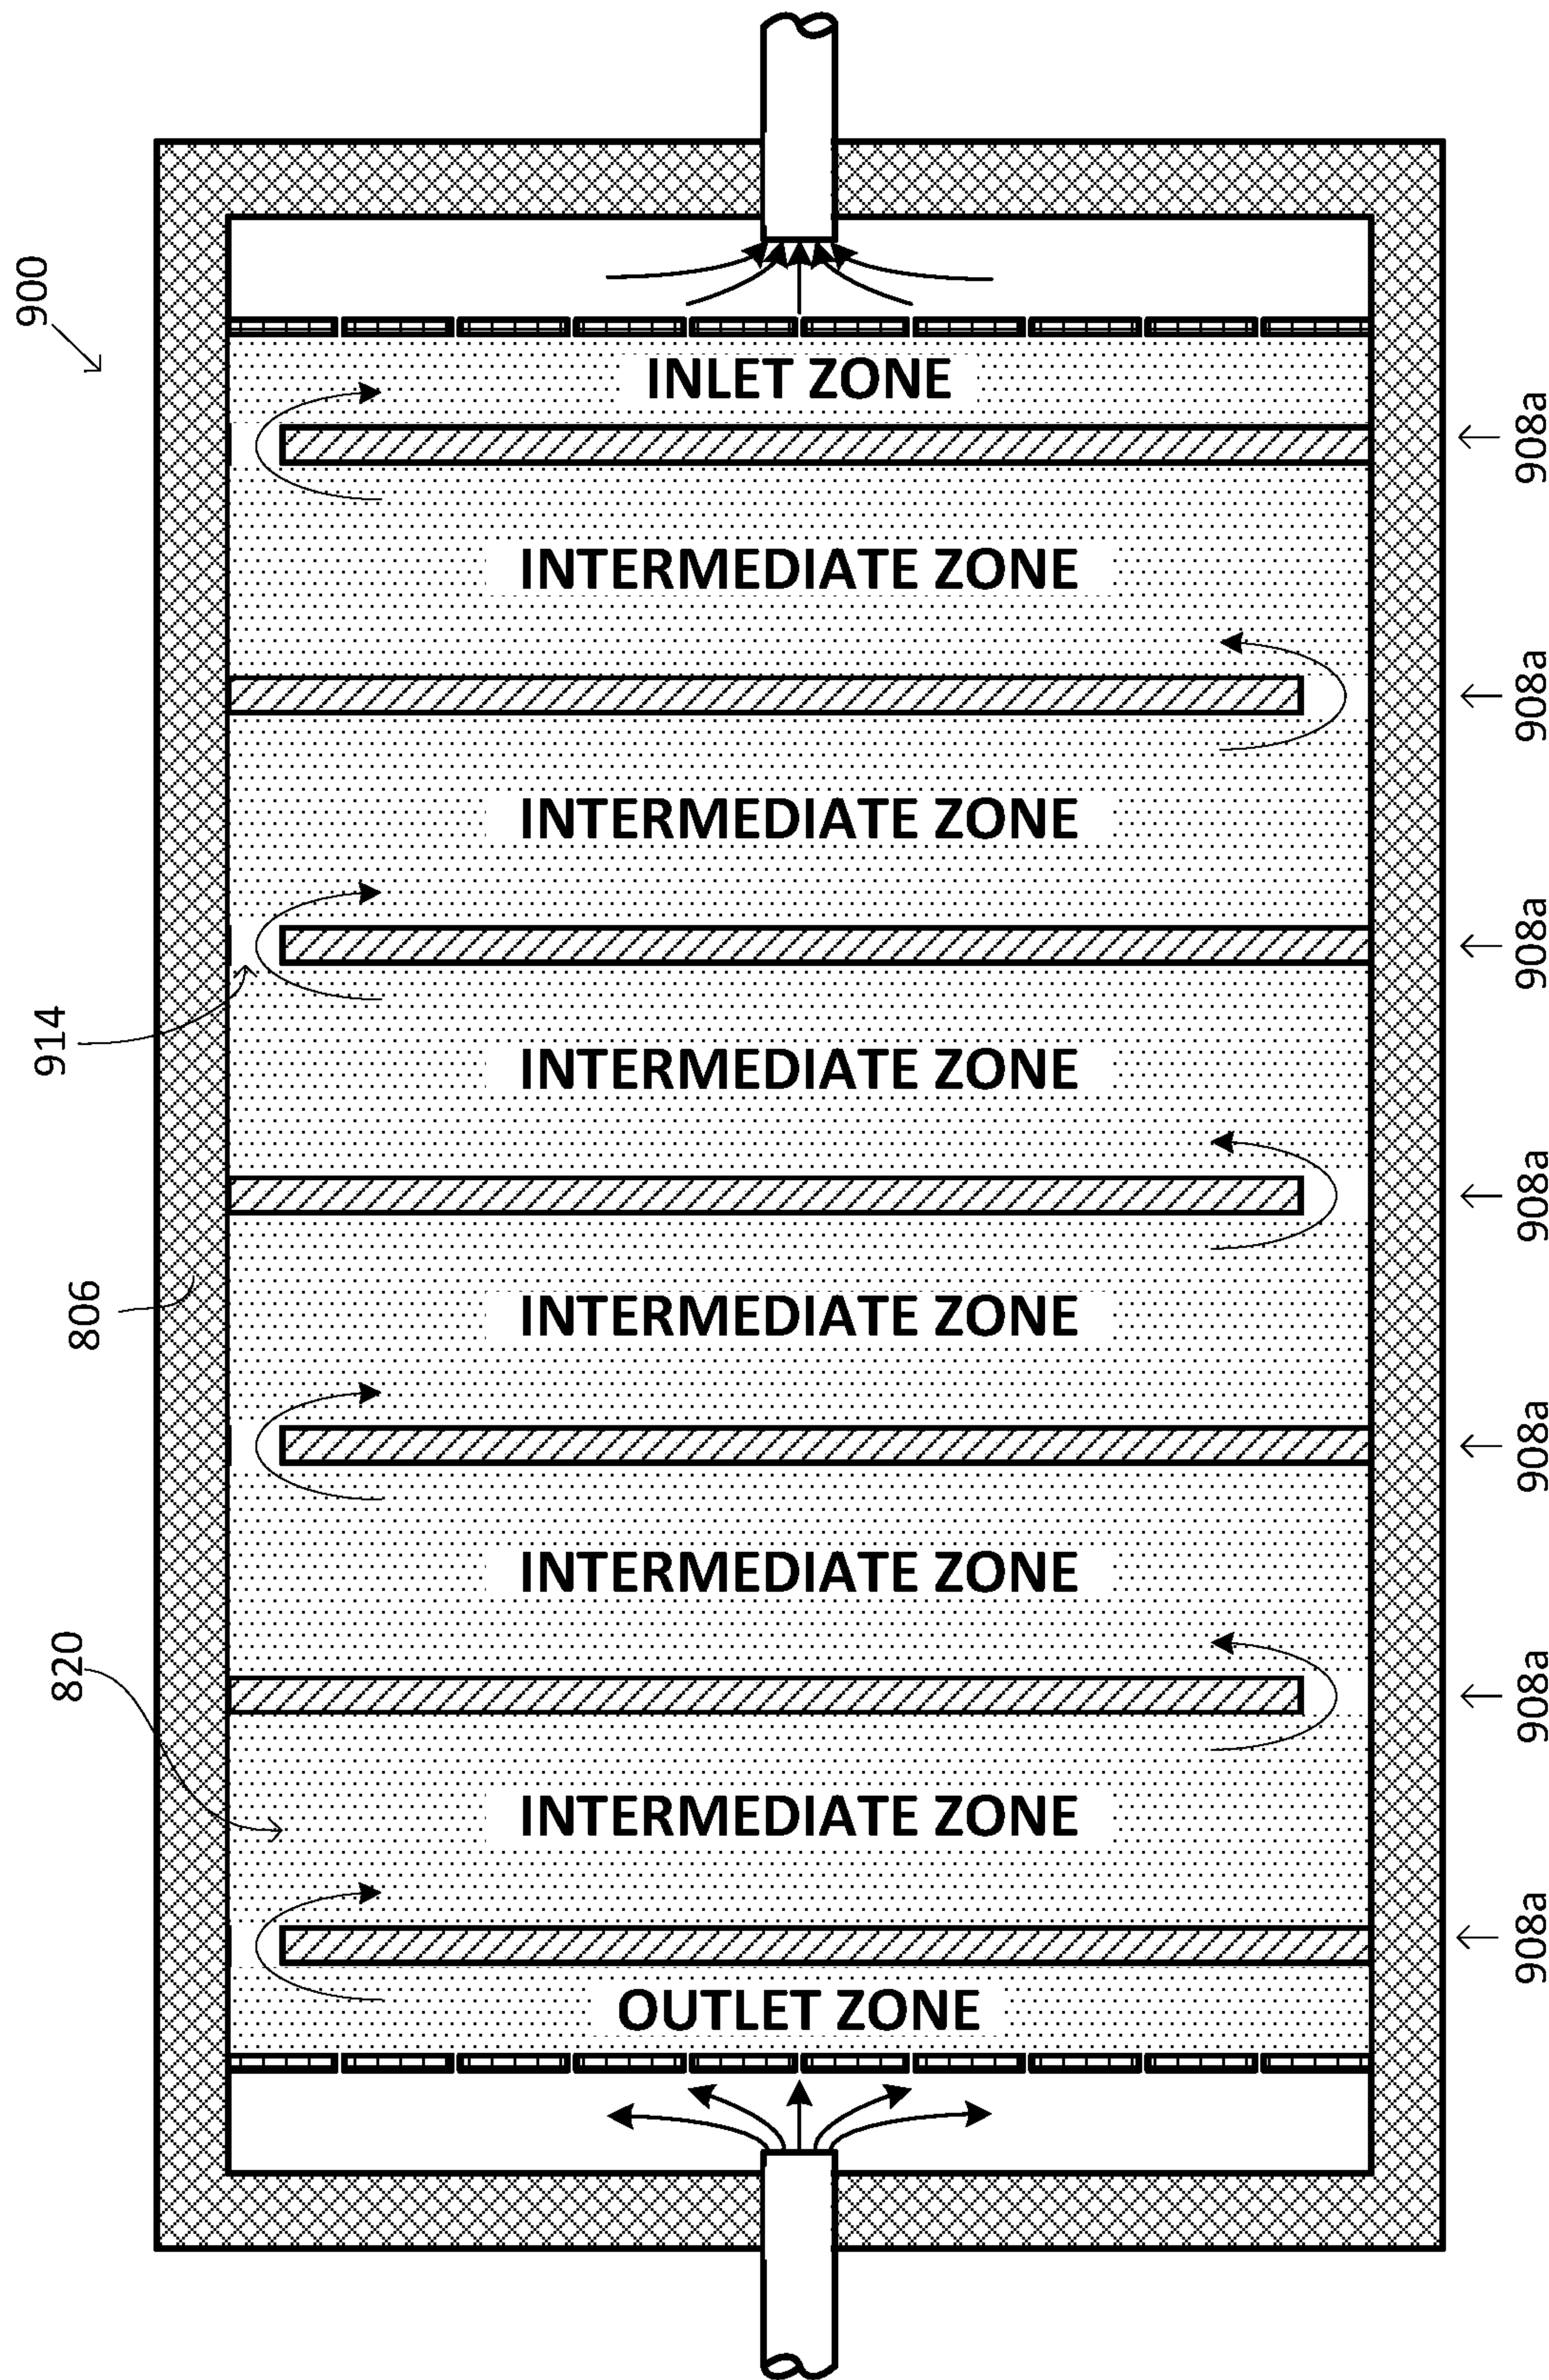 900
INLET ZONE
908a
INTERMEDIATE ZONE
908a
INTERMEDIATE ZONE
908a
914
INTERMEDIATE ZONE
908a
806
INTERMEDIATE ZONE
908a
INTERMEDIATE ZONE
820
908a
INTERMEDIATE ZONE
908a
OUTLET ZONE